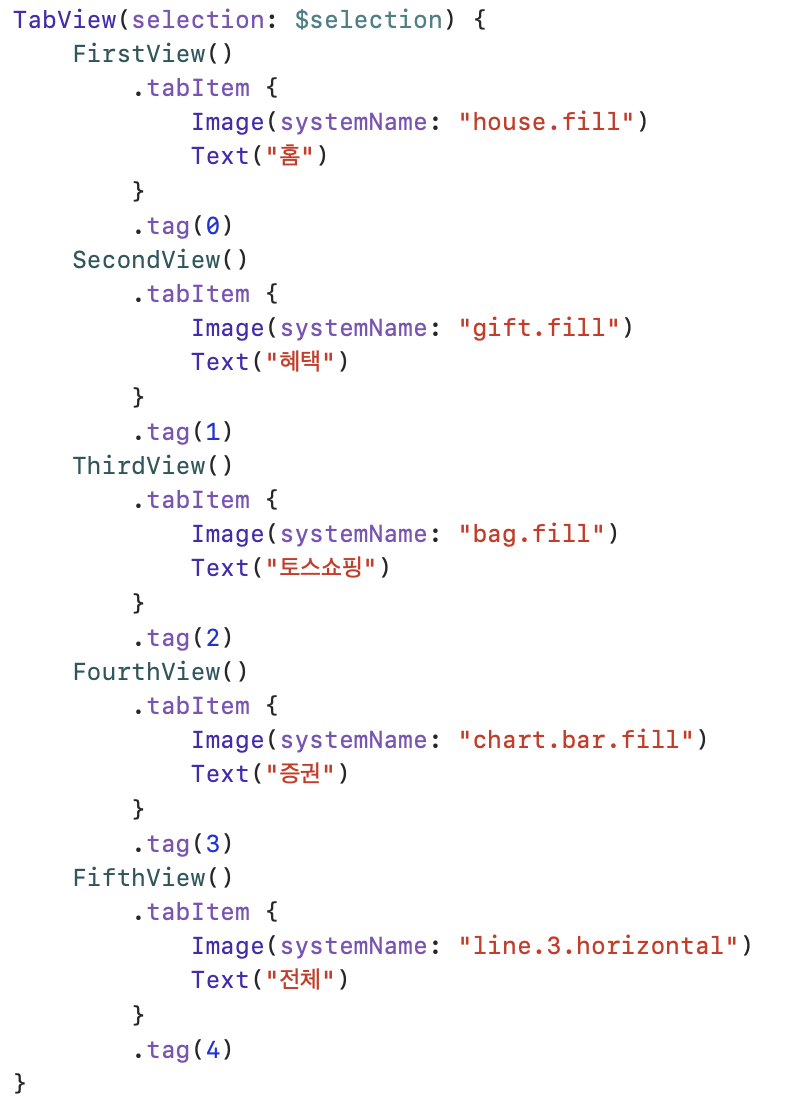 TabView(selection: $selection) {
    FirstView()
        .tabItem {
            Image(systemName: "house.fill")
            Text("홈")
        }
        .tag(0)
    SecondView()
        .tabItem {
            Image(systemName: "gift.fill")
            Text("혜택")
        }
        .tag(1)
    ThirdView()
        .tabItem {
            Image(systemName: "bag.fill")
            Text("토스쇼핑")
        }
        .tag(2)
    FourthView()
        .tabItem {
            Image(systemName: "chart.bar.fill")
            Text("증권")
        }
        .tag(3)
    FifthView()
        .tabItem {
            Image(systemName: "line.3.horizontal")
            Text("전체")
        }
        .tag(4)
}